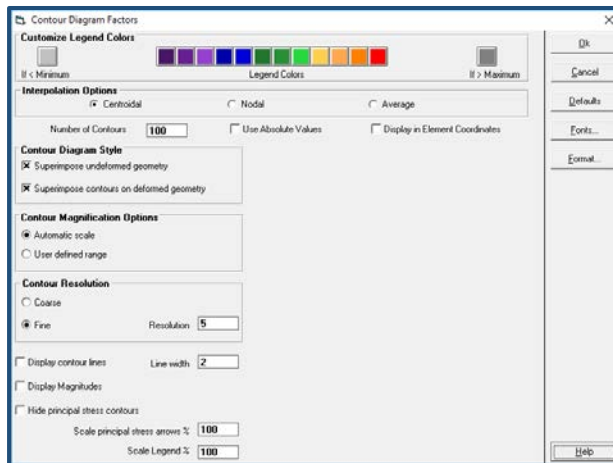 Contour Diagram Factors
Customize Legend Colors
If < Minimum
Legend Colors
If > Maximum
Interpolation Options
Centroidal
Nodal
Average
Number of Contours 100
Use Absolute Values
Display in Element Coordinates
Contour Diagram Style
Superimpose undeformed geometry
Superimpose contours on deformed geometry
Contour Magnification Options
Automatic scale
User defined range
Contour Resolution
Coarse
Fine
Resolution 5
Display contour lines
Line width 2
Display Magnitudes
Hide principal stress contours
Scale principal stress arrows % 100
Scale Legend % 100
Ok
Cancel
Defaults
Fonts...
Format...
Help